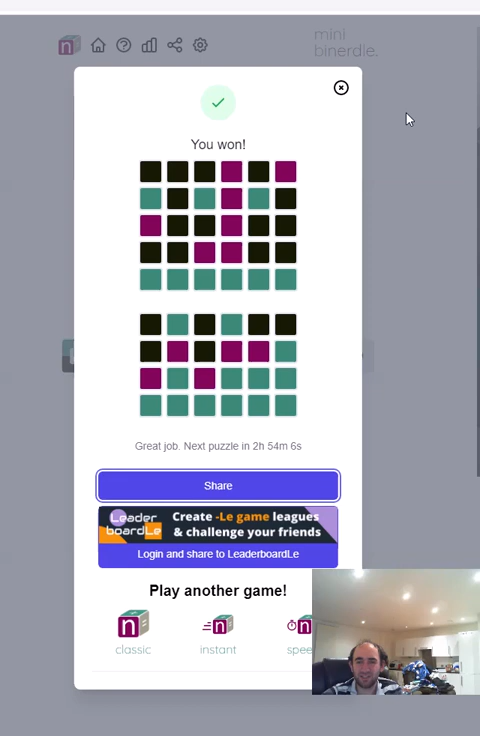 n
mini
binerdle.
You won!
Great job. Next puzzle in 2h 54m 6s
Share
Leader
boardLe
Create -Le game leagues
& challenge your friends
Login and share to LeaderboardLe
Play another game!
n
n
n
classic
instant
spee